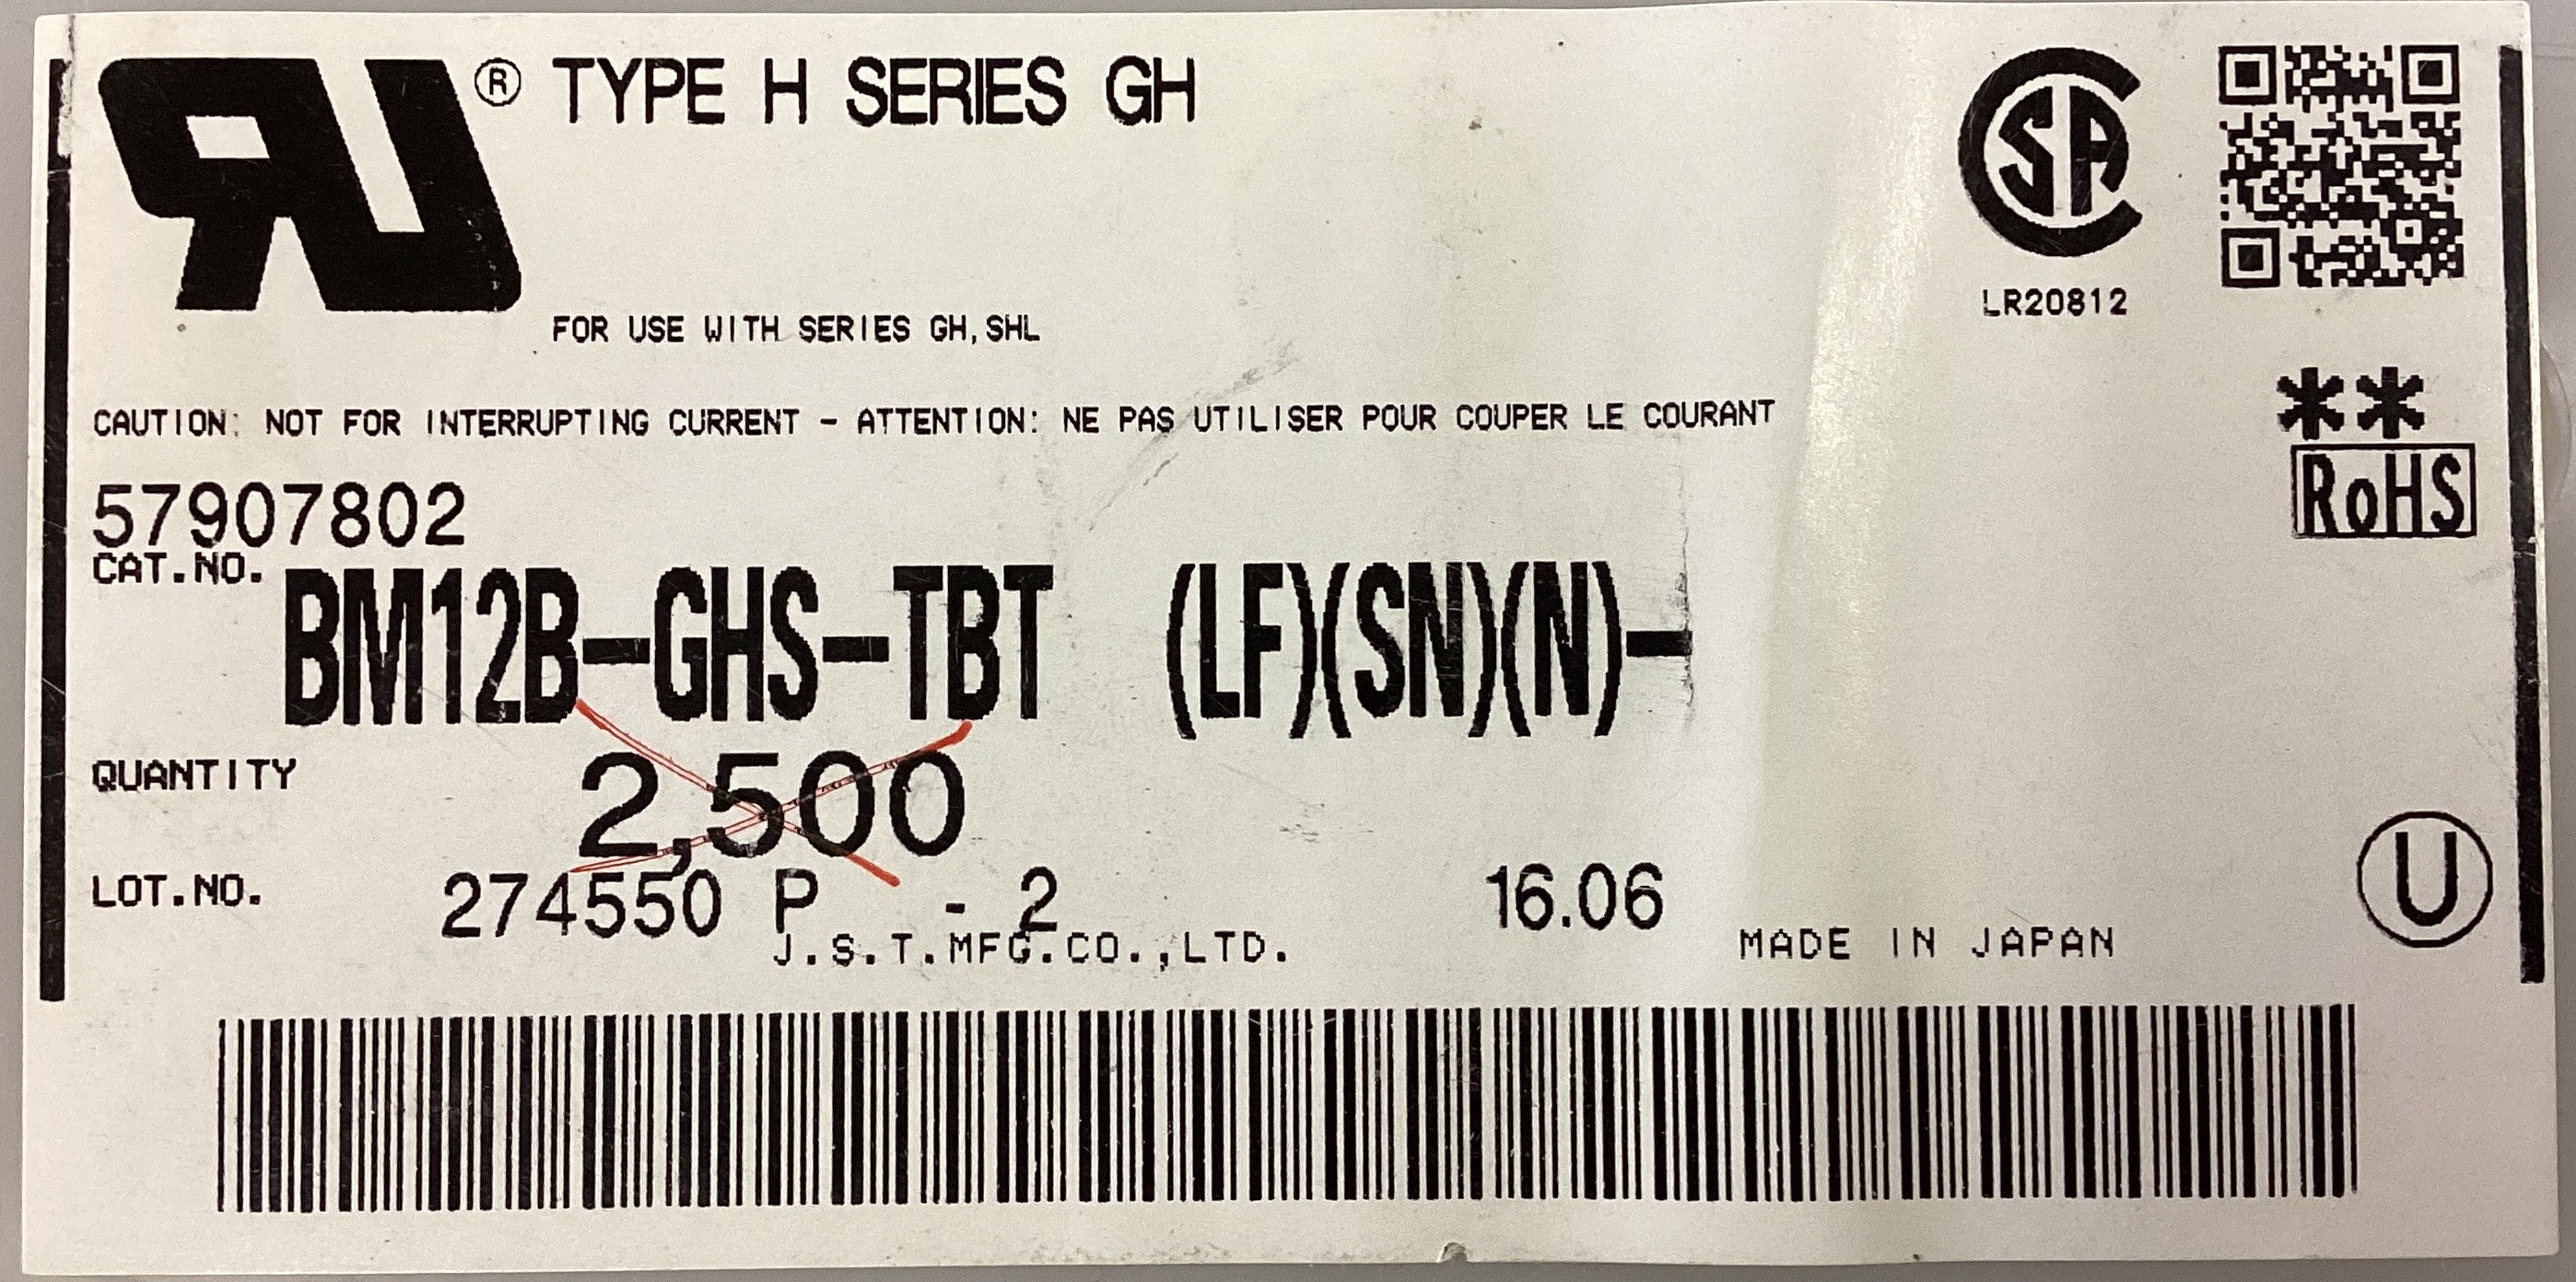 RU® TYPE H SERIES GH
CSA
LR20812
FOR USE WITH SERIES GH,SHL
CAUTION: NOT FOR INTERRUPTING CURRENT - ATTENTION: NE PAS UTILISER POUR COUPER LE COURANT
**
RoHS
57907802
CAT.NO. BM12B-GHS-TBT (LF)(SN)(N)-
QUANTITY 2,500
LOT.NO. 274550 P - 2 16.06
U
J.S.T.MFG.CO.,LTD. MADE IN JAPAN